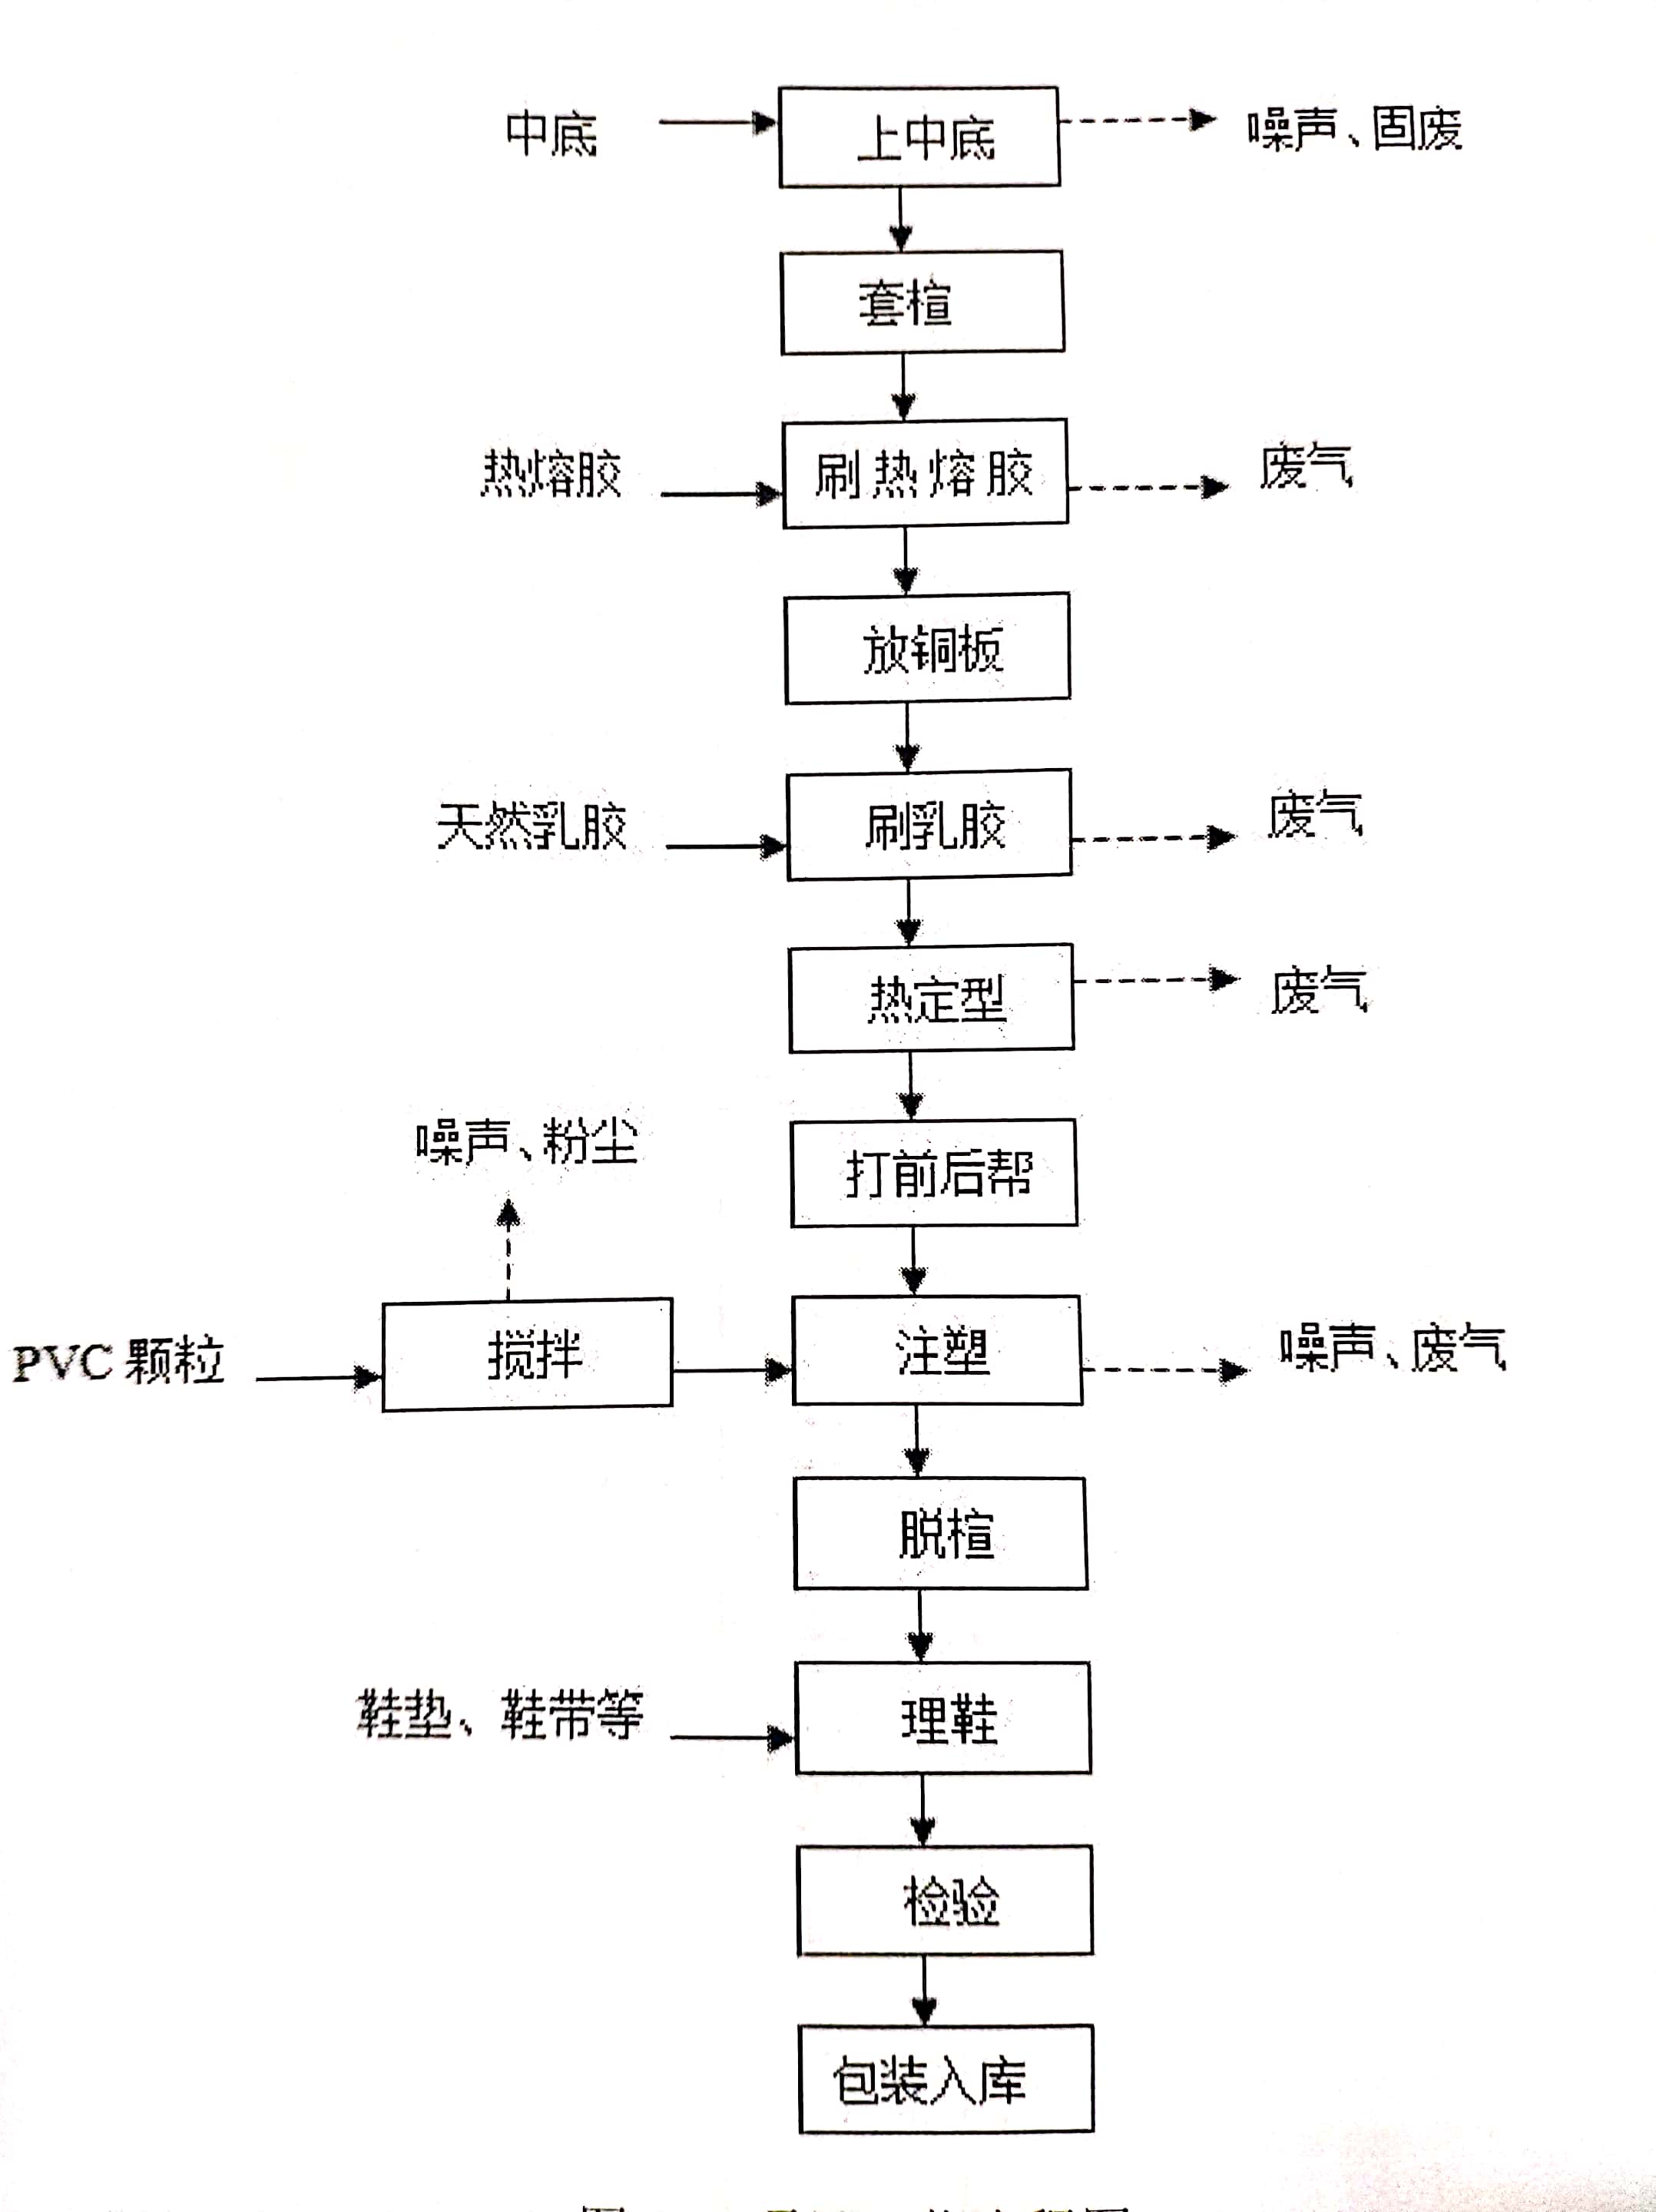 中底
上中底
噪声、固废
套楦
热熔胶
刷热熔胶
废气
放铜板
天然乳胶
刷乳胶
废气
热定型
废气
噪声、粉尘
打前后帮
PVC 颗粒
搅拌
注塑
噪声、废气
脱楦
鞋垫、鞋带等
理鞋
检验
包装入库